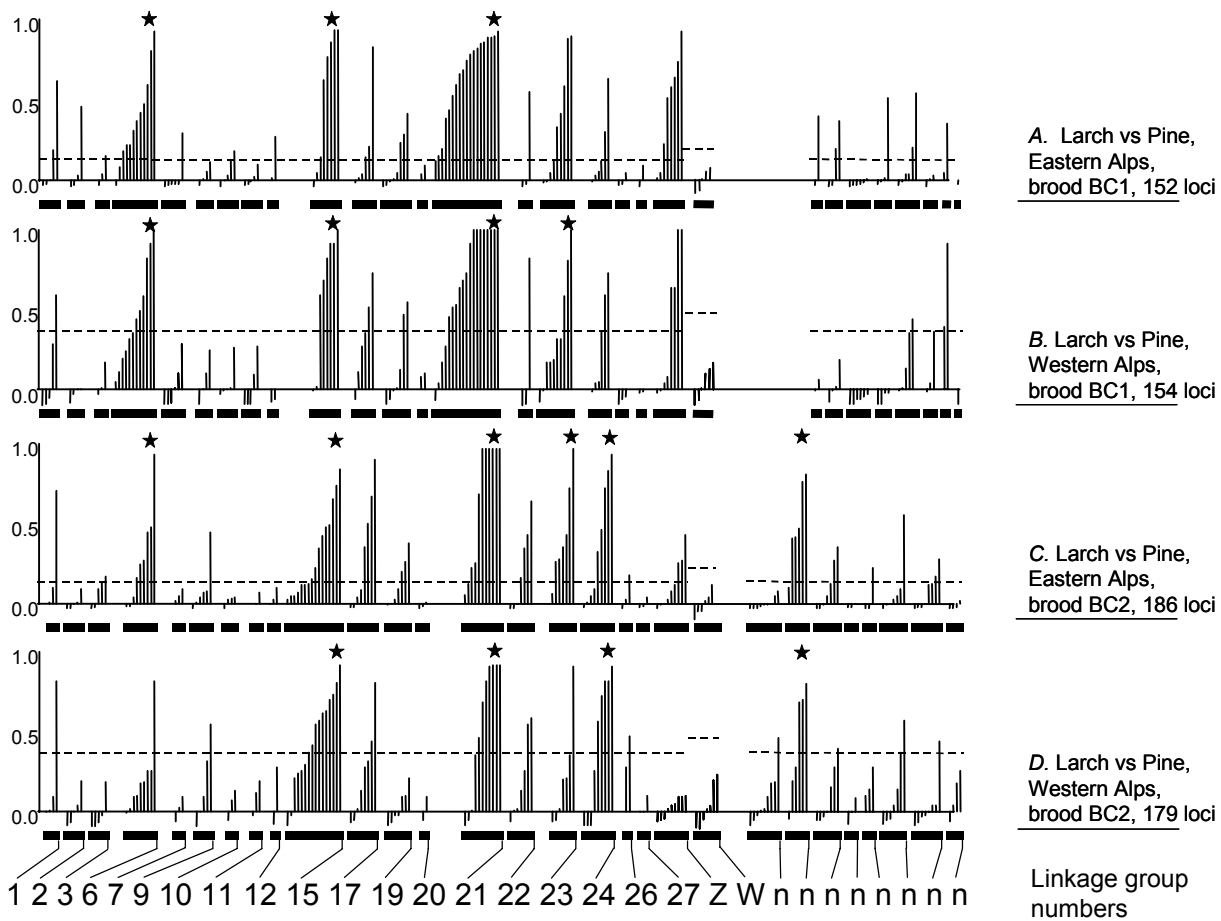 1.0
0.5
0.0
A. Larch vs Pine,
Eastern Alps,
brood BC1, 152 loci
1.0
0.5
0.0
B. Larch vs Pine,
Western Alps,
brood BC1, 154 loci
1.0
0.5
0.0
C. Larch vs Pine,
Eastern Alps,
brood BC2, 186 loci
1.0
0.5
0.0
D. Larch vs Pine,
Western Alps,
brood BC2, 179 loci
1 2 3 6 7 9 10 11 12 15 17 19 20 21 22 23 24 26 27 Z W n n n n n n n
Linkage group
numbers